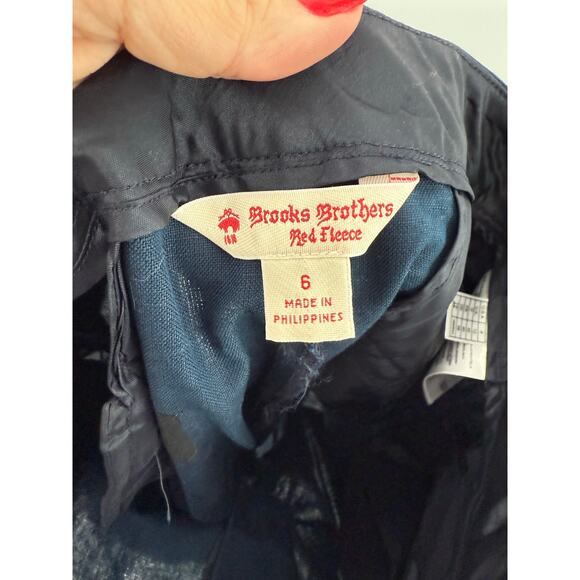 Brooks Brothers
Red Fleece
6
MADE IN
PHILIPPINES